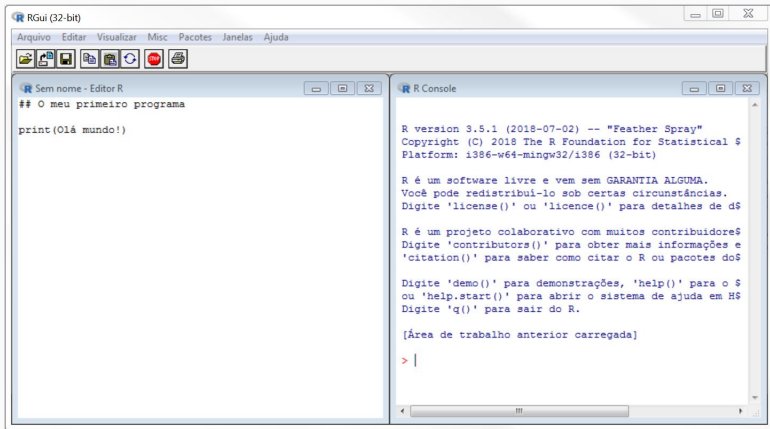 RGui (32-bit)
Arquivo Editar Visualizar Misc Pacotes Janelas Ajuda
STOP
Sem nome - Editor R
## O meu primeiro programa
print(Olá mundo!)
R Console
R version 3.5.1 (2018-07-02) -- "Feather Spray"
Copyright (C) 2018 The R Foundation for Statistical $
Platform: i386-w64-mingw32/i386 (32-bit)
R é um software livre e vem sem GARANTIA ALGUMA.
Você pode redistribuí-lo sob certas circunstâncias.
Digite 'license()' ou 'licence()' para detalhes de d$
R é um projeto colaborativo com muitos contribuidore$
Digite 'contributors()' para obter mais informações e
'citation()' para saber como citar o R ou pacotes do$
Digite 'demo()' para demonstrações, 'help()' para o $
ou 'help.start()' para abrir o sistema de ajuda em H$
Digite 'q()' para sair do R.
[Área de trabalho anterior carregada]
>